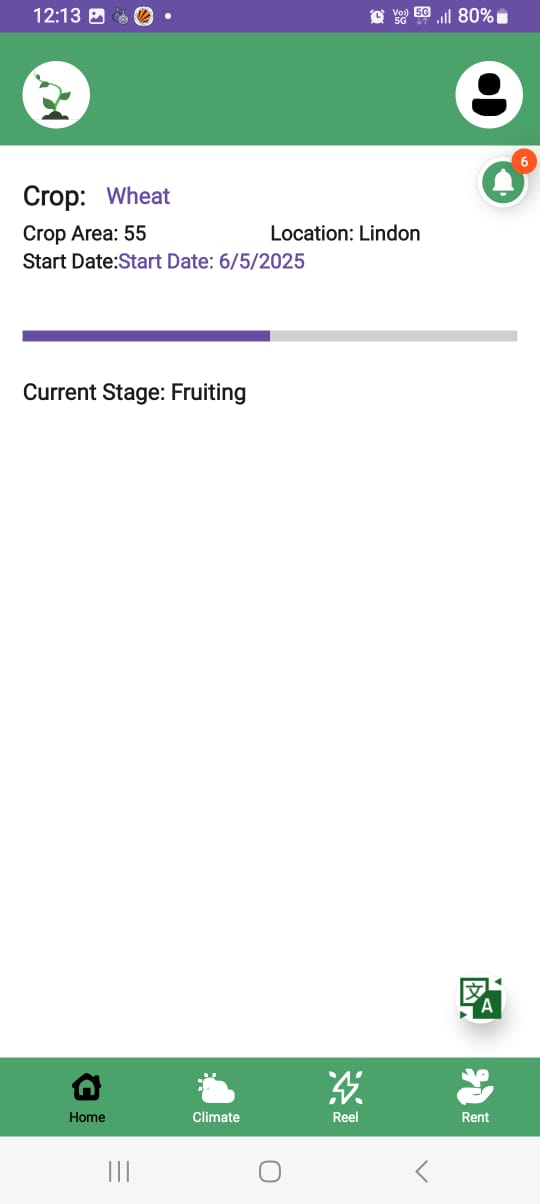 12:13 Vo)) 5G 5G 80%
6
Crop: Wheat
Crop Area: 55 Location: Lindon
Start Date:Start Date: 6/5/2025
Current Stage: Fruiting
文 A
Home Climate Reel Rent